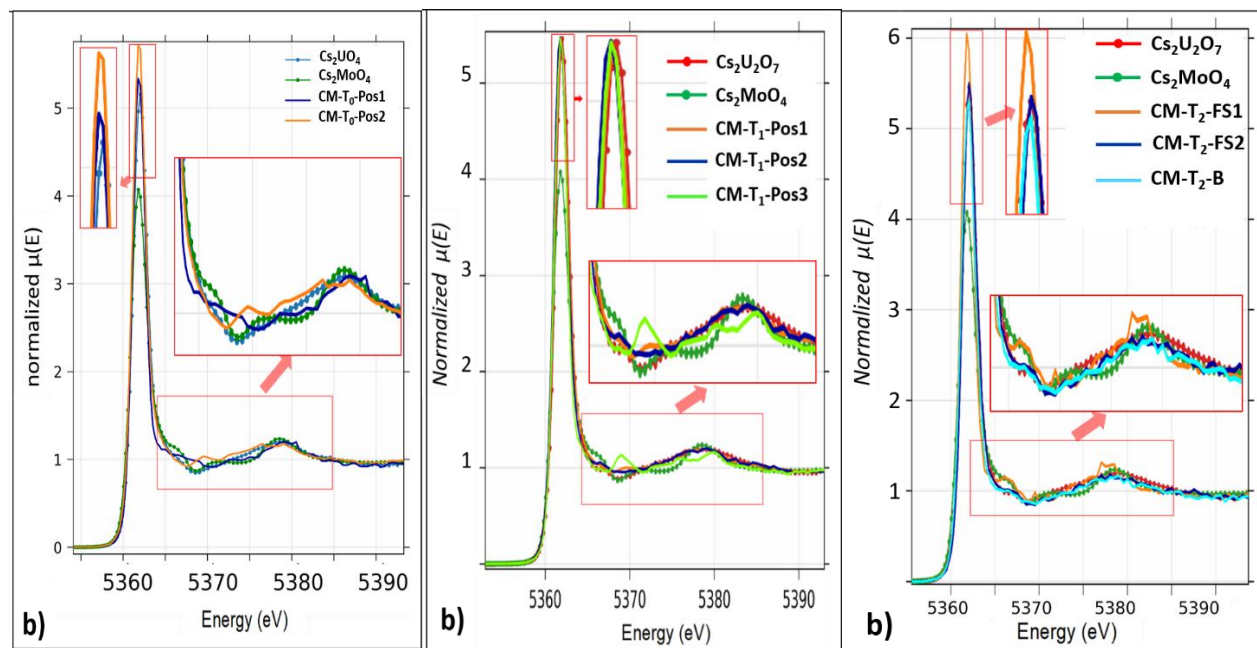 normalized μ(E)
5
4
3
2
1
0
Cs₂UO₄
Cs₂MoO₄
CM-T₀-Pos1
CM-T₀-Pos2
5360 5370 5380 5390
Energy (eV)
b)
Normalized μ(E)
5
4
3
2
1
Cs₂U₂O₇
Cs₂MoO₄
CM-T₁-Pos1
CM-T₁-Pos2
CM-T₁-Pos3
5360 5370 5380 5390
Energy (eV)
b)
Normalized μ(E)
6
5
4
3
2
1
0
Cs₂U₂O₇
Cs₂MoO₄
CM-T₂-FS1
CM-T₂-FS2
CM-T₂-B
5360 5370 5380 5390
Energy (eV)
b)